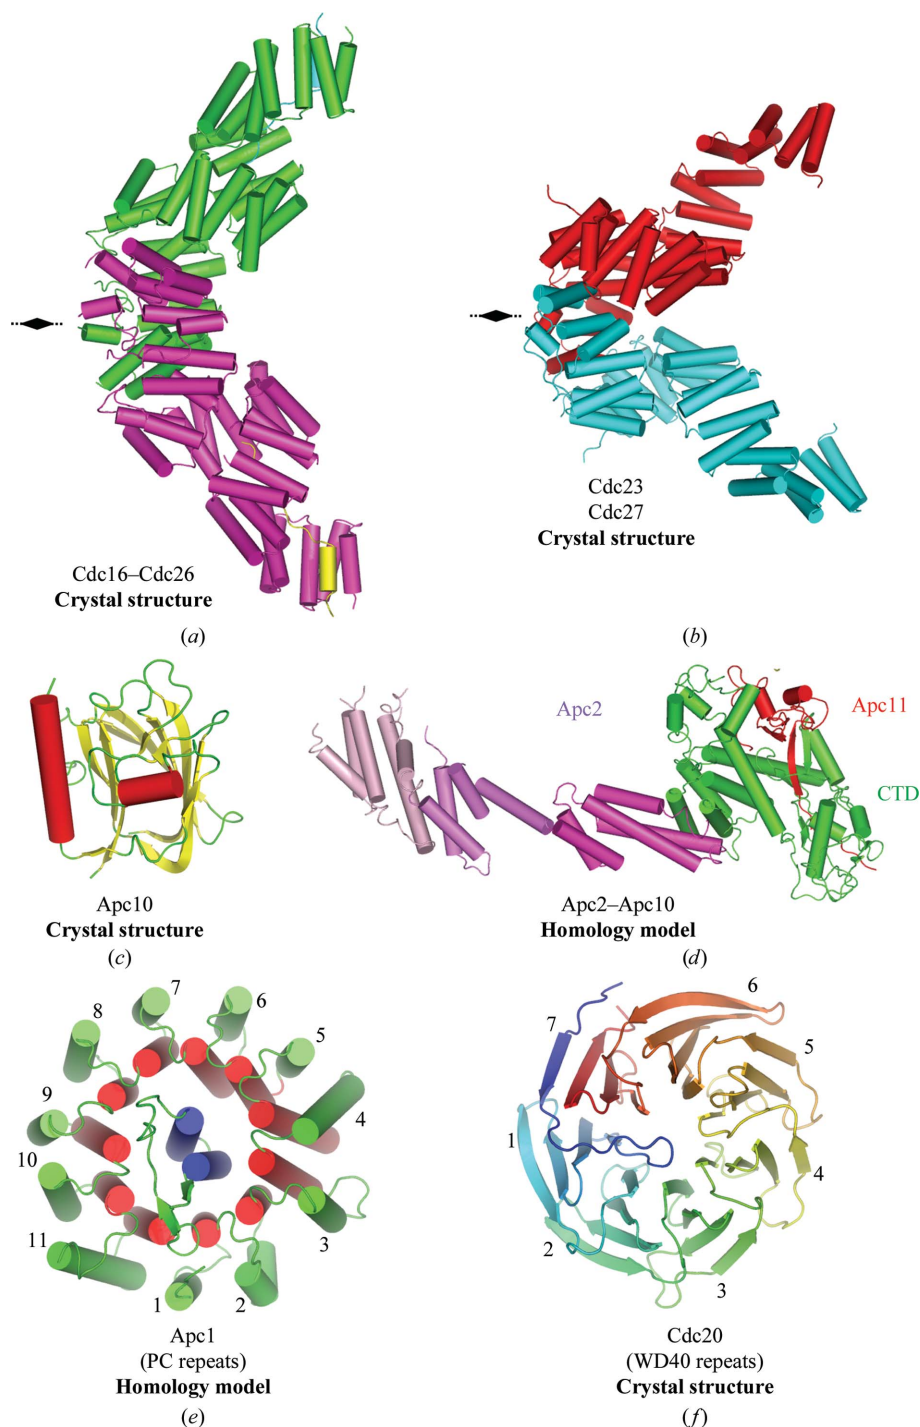 Cdc16–Cdc26
Crystal structure
(a)
Cdc23
Cdc27
Crystal structure
(b)
Apc10
Crystal structure
(c)
Apc2
Apc11
CTD
Apc2–Apc10
Homology model
(d)
7
6
8
5
9
4
10
11
3
1
2
Apc1
(PC repeats)
Homology model
(e)
6
7
5
1
4
2
3
Cdc20
(WD40 repeats)
Crystal structure
(f)